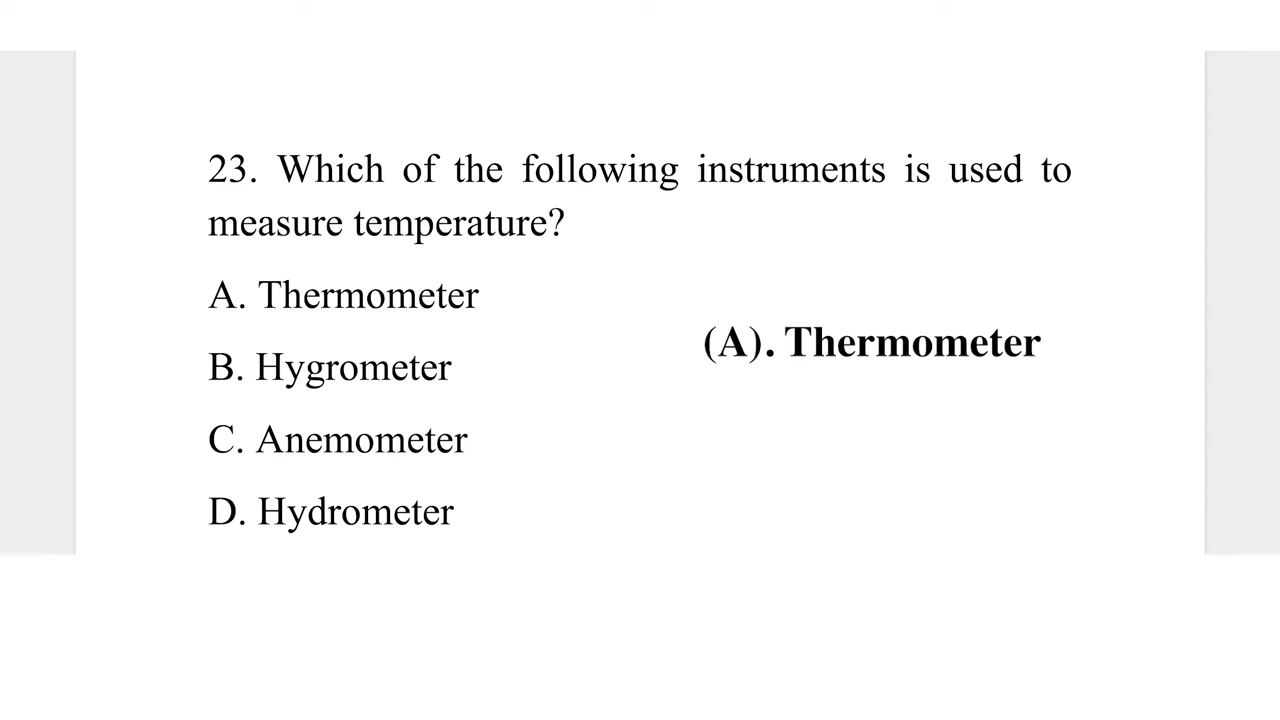 23. Which of the following instruments is used to
measure temperature?
A. Thermometer
(A). Thermometer
B. Hygrometer
C. Anemometer
D. Hydrometer